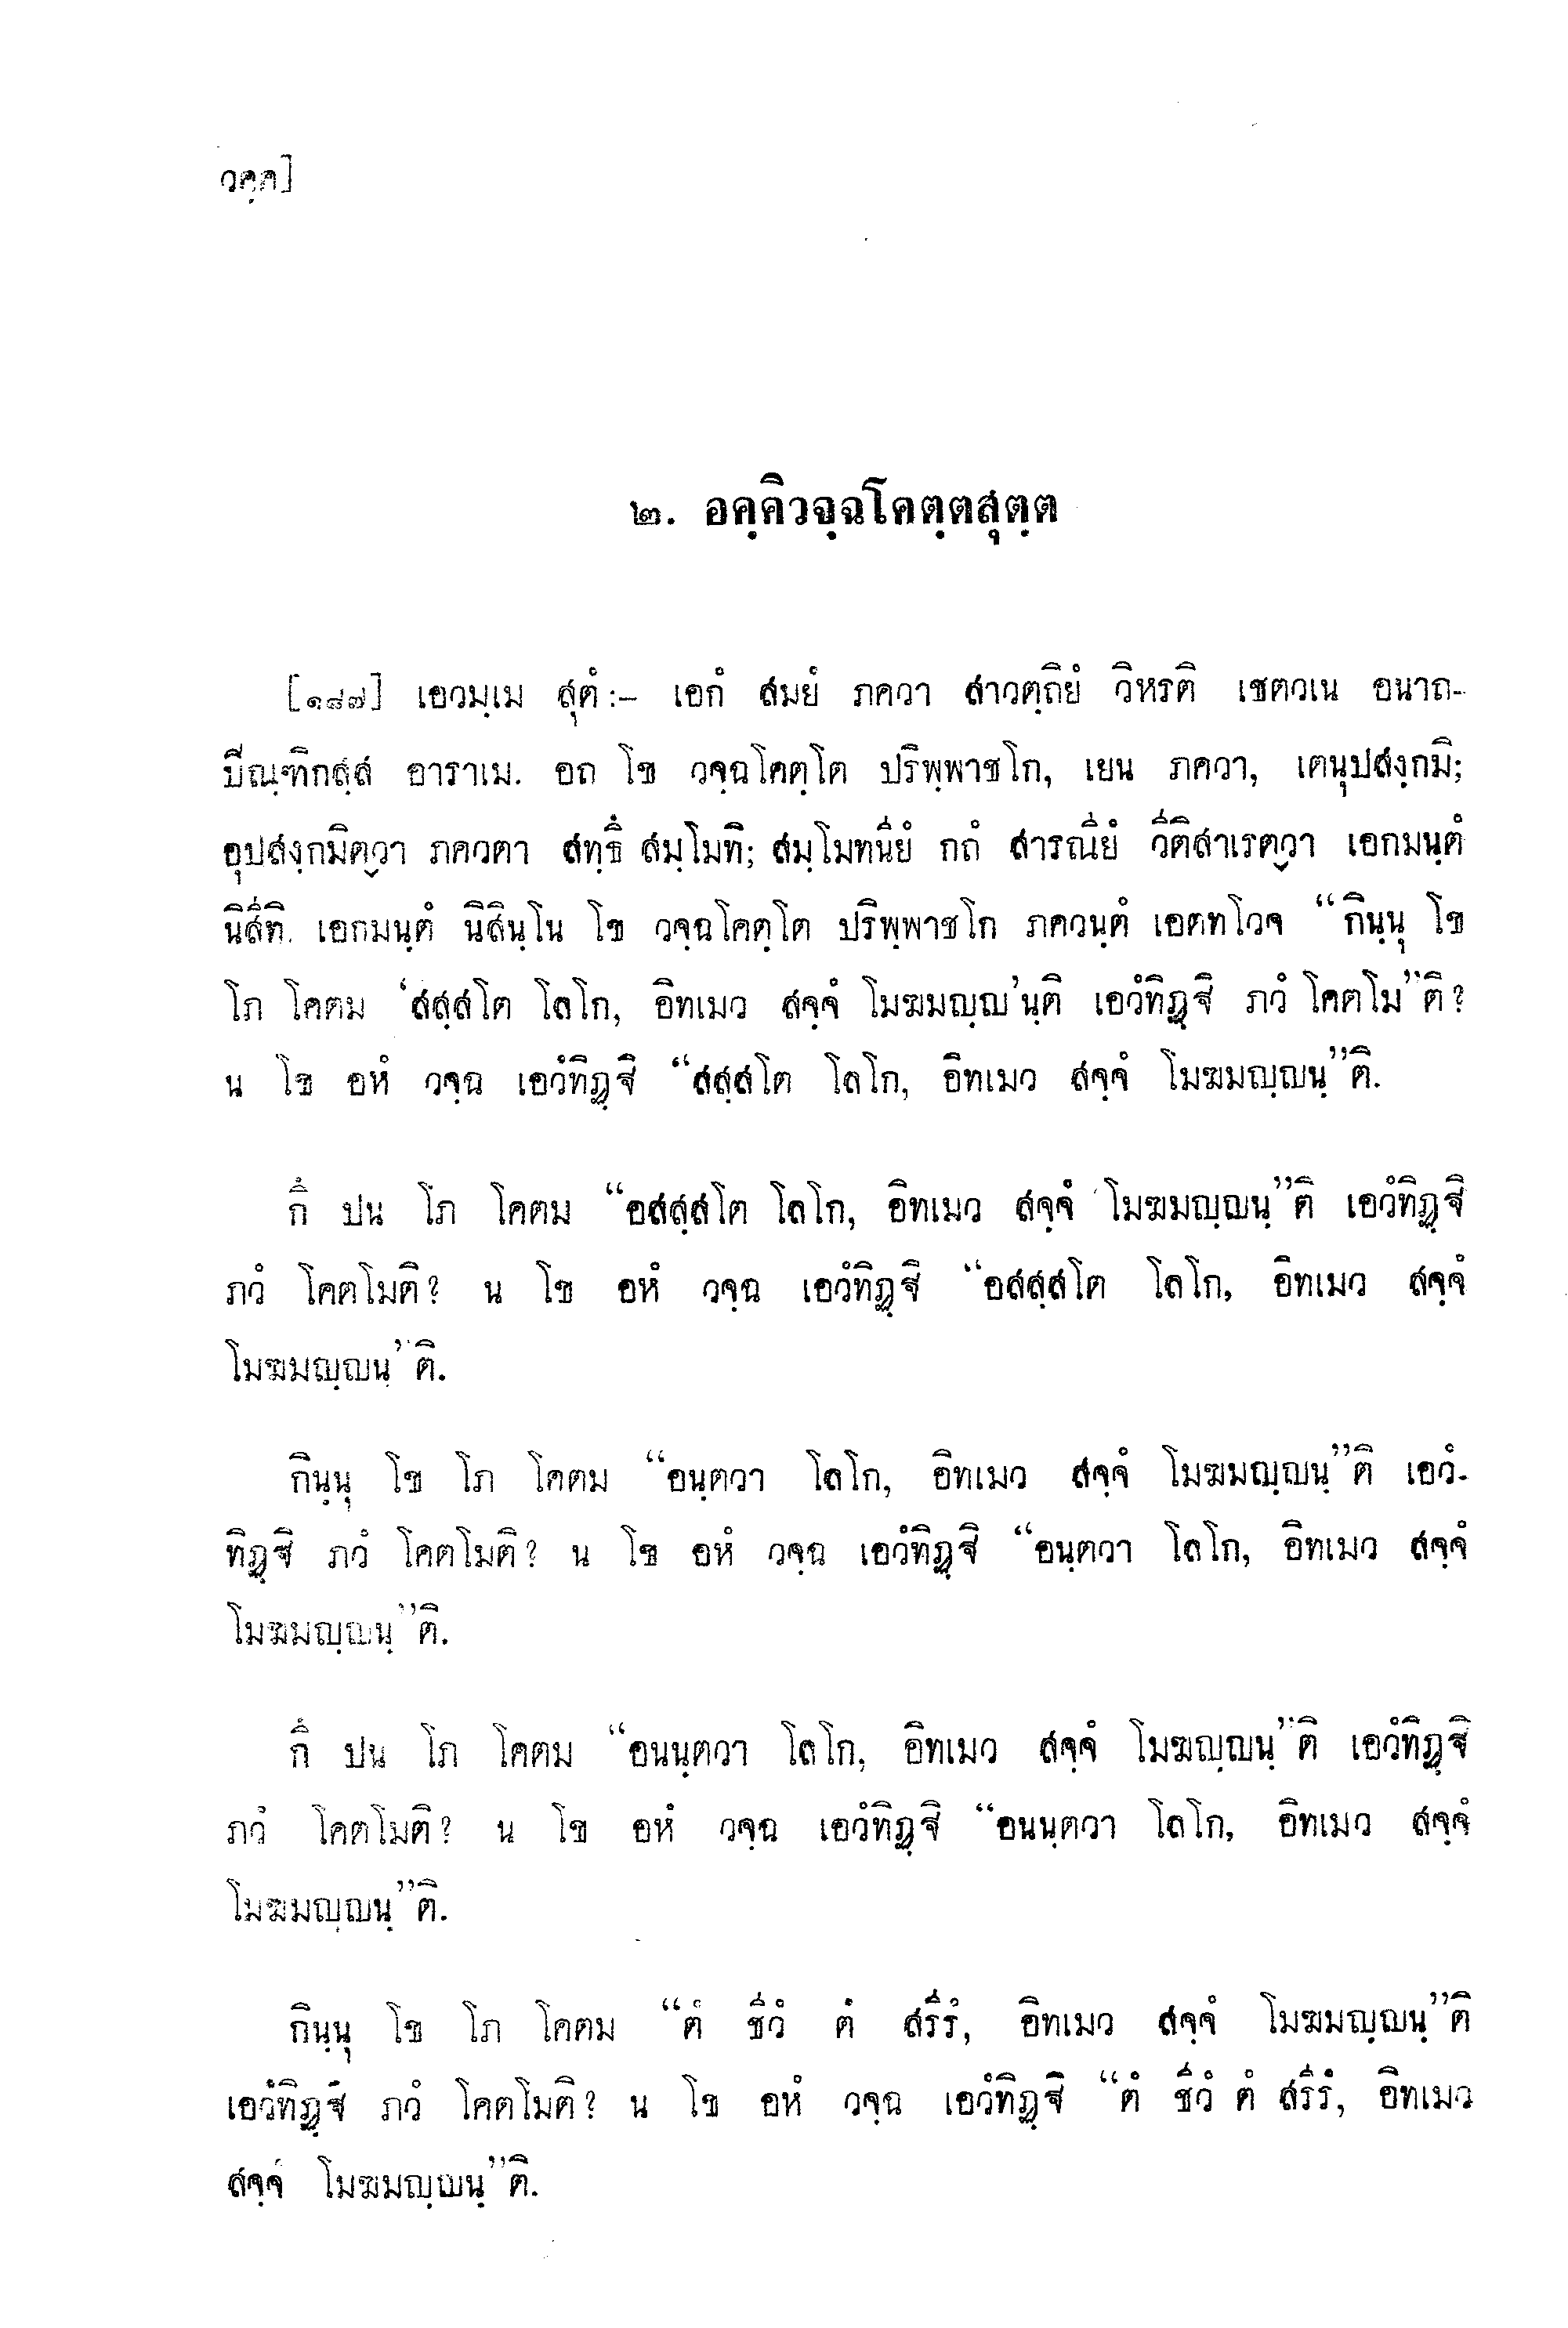 วคฺค]
๒. อคฺคิวจฺฉโคตฺตสุตฺต
[๑๘๗] เอวมฺเม สุตํ :– เอกํ สมยํ ภควา สาวตฺถิยํ วิหรติ เชตวเน อนาถ-
ปิณฺฑิกสฺส อาราเม. อถ โข วจฺฉโคตฺโต ปริพฺพาชโก, เยน ภควา, เตนุปสงฺกมิ;
อุปสงฺกมิตฺวา ภควตา สทฺธึ สมฺโมทิ; สมฺโมทนียํ กถํ สารณียํ วีติสาเรตฺวา เอกมนฺตํ
นิสีทิ. เอกมนฺตํ นิสินฺโน โข วจฺฉโคตฺโต ปริพฺพาชโก ภควนฺตํ เอตทโวจ “กินฺนุ โข
โภ โคตม ‘สสฺสโต โลโก, อิทเมว สจฺจํ โมฆมญฺญ’นฺติ เอวํทิฏฺฐิ ภวํ โคตโม”ติ?
น โข อหํ วจฺฉ เอวํทิฏฺฐิ “สสฺสโต โลโก, อิทเมว สจฺจํ โมฆมญฺญนฺ”ติ.
กึ ปน โภ โคตม “อสสฺสโต โลโก, อิทเมว สจฺจํ โมฆมญฺญนฺ”ติ เอวํทิฏฺฐิ
ภวํ โคตโมติ? น โข อหํ วจฺฉ เอวํทิฏฺฐิ “อสสฺสโต โลโก, อิทเมว สจฺจํ
โมฆมญฺญนฺ”ติ.
กินฺนุ โข โภ โคตม “อนฺตวา โลโก, อิทเมว สจฺจํ โมฆมญฺญนฺ”ติ เอวํ-
ทิฏฺฐิ ภวํ โคตโมติ? น โข อหํ วจฺฉ เอวํทิฏฺฐิ “อนฺตวา โลโก, อิทเมว สจฺจํ
โมฆมญฺญนฺ”ติ.
กึ ปน โภ โคตม “อนนฺตวา โลโก, อิทเมว สจฺจํ โมฆญฺญนฺ”ติ เอวํทิฏฺฐิ
ภวํ โคตโมติ? น โข อหํ วจฺฉ เอวํทิฏฺฐิ “อนนฺตวา โลโก, อิทเมว สจฺจํ
โมฆมญฺญนฺ”ติ.
กินฺนุ โข โภ โคตม “ตํ ชีวํ ตํ สรีรํ, อิทเมว สจฺจํ โมฆมญฺญนฺ”ติ
เอวํทิฏฺฐิ ภวํ โคตโมติ? น โข อหํ วจฺฉ เอวํทิฏฺฐิ “ตํ ชีวํ ตํ สรีรํ, อิทเมว
สจฺจํ โมฆมญฺญนฺ”ติ.